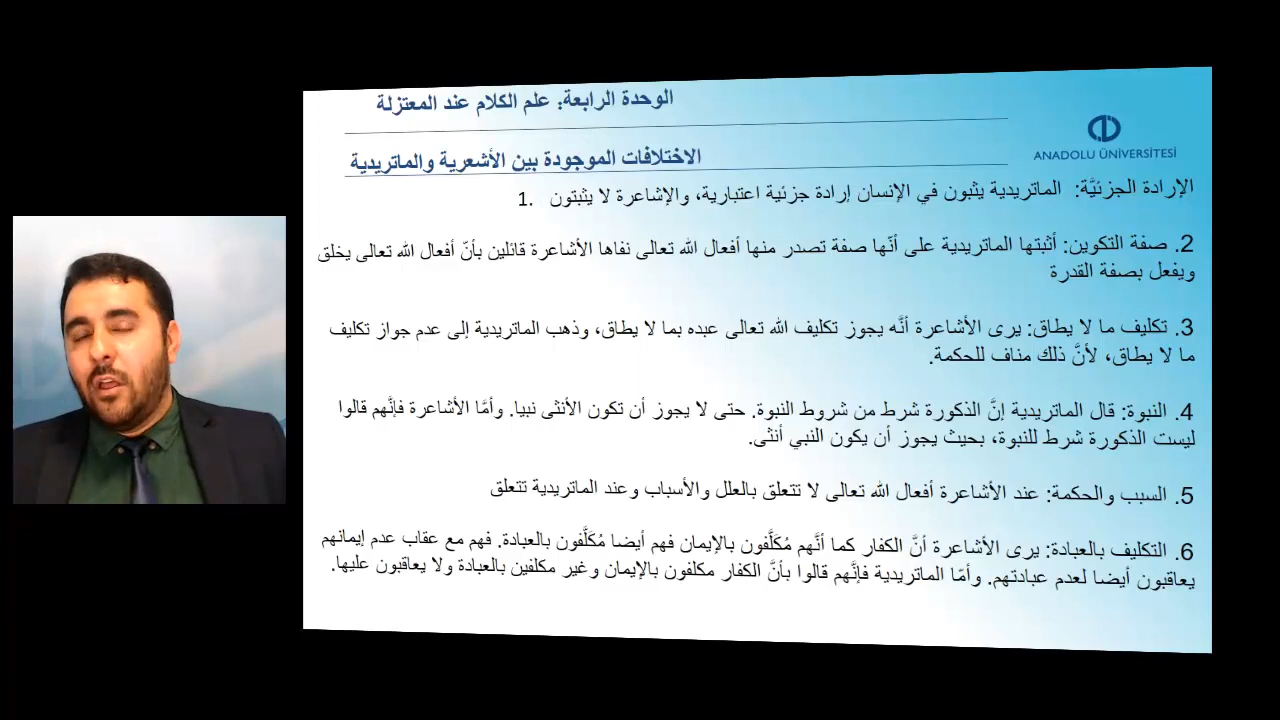 الوحدة الرابعة: علم الكلام عند المعتزلة
ANADOLU ÜNİVERSİTESİ
الاختلافات الموجودة بين الأشعرية والماتريدية
1. الإرادة الجزئيَّة: الماتريدية يثبون في الإنسان إرادة جزئية اعتبارية، والإشاعرة لا يثبتون
2. صفة التكوين: أثبتها الماتريدية على أنّها صفة تصدر منها أفعال الله تعالى نفاها الأشاعرة قائلين بأنّ أفعال الله تعالى يخلق
ويفعل بصفة القدرة
3. تكليف ما لا يطاق: يرى الأشاعرة أنَّه يجوز تكليف الله تعالى عبده بما لا يطاق، وذهب الماتريدية إلى عدم جواز تكليف
ما لا يطاق، لأنَّ ذلك مناف للحكمة.
4. النبوة: قال الماتريدية إنَّ الذكورة شرط من شروط النبوة. حتى لا يجوز أن تكون الأنثى نبيا. وأمَّا الأشاعرة فإنَّهم قالوا
ليست الذكورة شرط للنبوة، بحيث يجوز أن يكون النبي أنثى.
5. السبب والحكمة: عند الأشاعرة أفعال الله تعالى لا تتعلق بالعلل والأسباب وعند الماتريدية تتعلق
6. التكليف بالعبادة: يرى الأشاعرة أنَّ الكفار كما أنَّهم مُكَلَّفون بالإيمان فهم أيضا مُكَلَّفون بالعبادة. فهم مع عقاب عدم إيمانهم
يعاقبون أيضا لعدم عبادتهم. وأمّا الماتريدية فإنَّهم قالوا بأنَّ الكفار مكلفون بالإيمان وغير مكلفين بالعبادة ولا يعاقبون عليها.